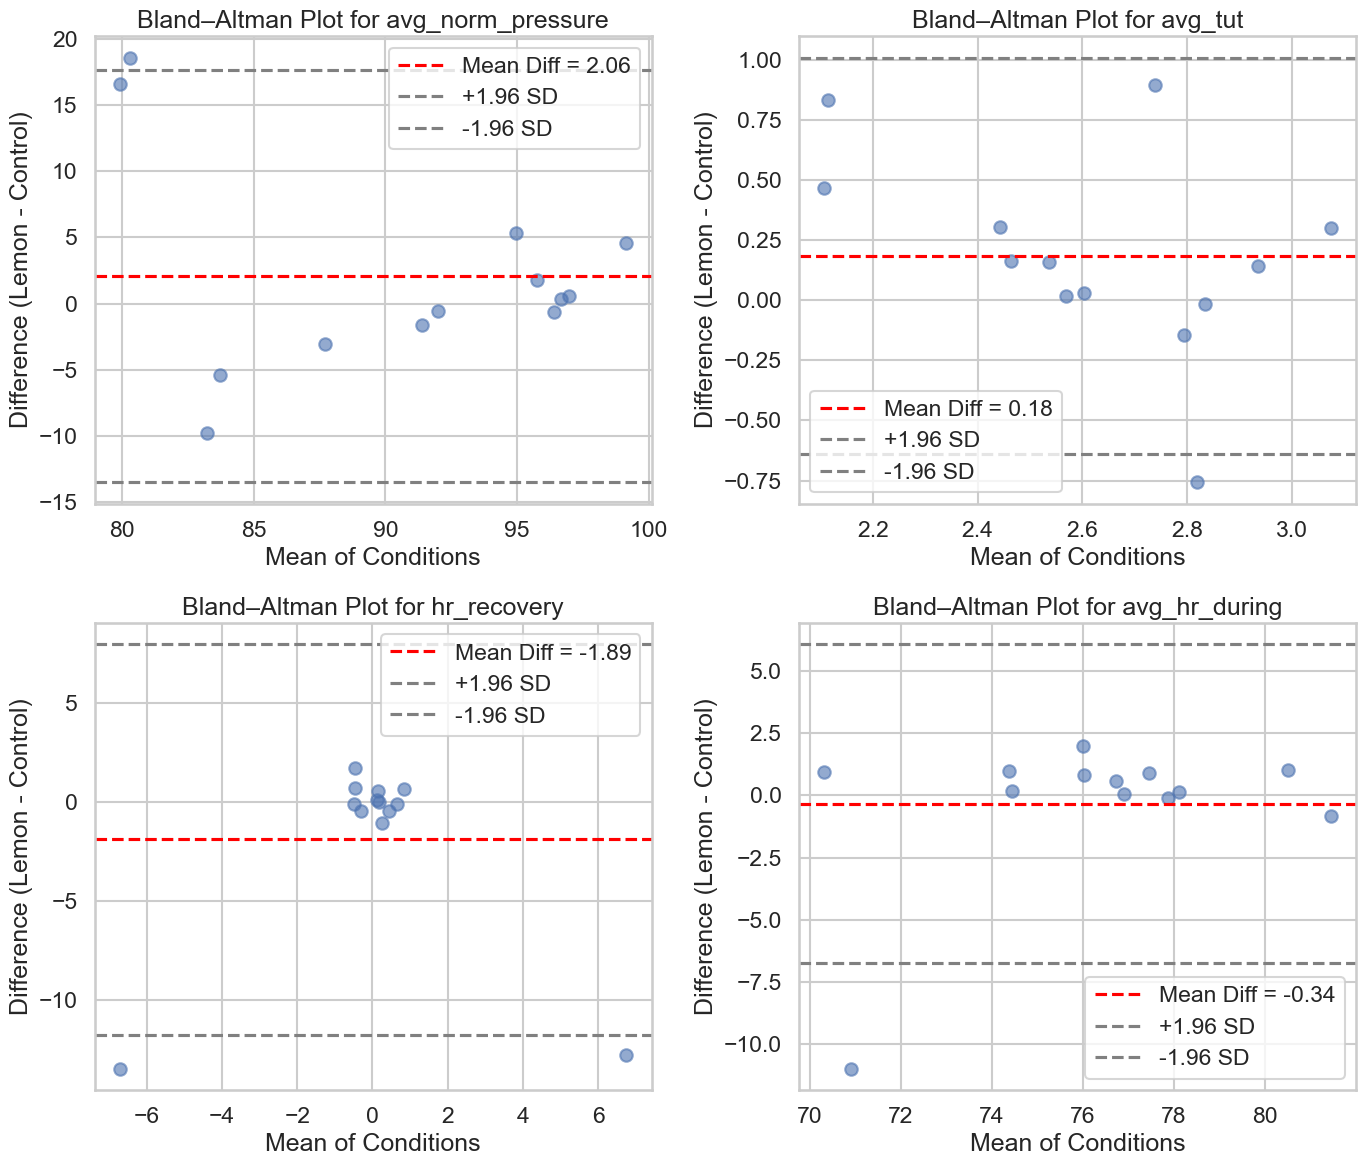 Bland–Altman Plot for avg_norm_pressure
Difference (Lemon - Control)
20
15
10
5
0
−5
−10
−15
Mean Diff = 2.06
+1.96 SD
-1.96 SD
80 85 90 95 100
Mean of Conditions
Bland–Altman Plot for avg_tut
Difference (Lemon - Control)
1.00
0.75
0.50
0.25
0.00
−0.25
−0.50
−0.75
Mean Diff = 0.18
+1.96 SD
-1.96 SD
2.2 2.4 2.6 2.8 3.0
Mean of Conditions
Bland–Altman Plot for hr_recovery
Difference (Lemon - Control)
5
0
−5
−10
Mean Diff = -1.89
+1.96 SD
-1.96 SD
−6 −4 −2 0 2 4 6
Mean of Conditions
Bland–Altman Plot for avg_hr_during
Difference (Lemon - Control)
5.0
2.5
0.0
−2.5
−5.0
−7.5
−10.0
Mean Diff = -0.34
+1.96 SD
-1.96 SD
70 72 74 76 78 80
Mean of Conditions